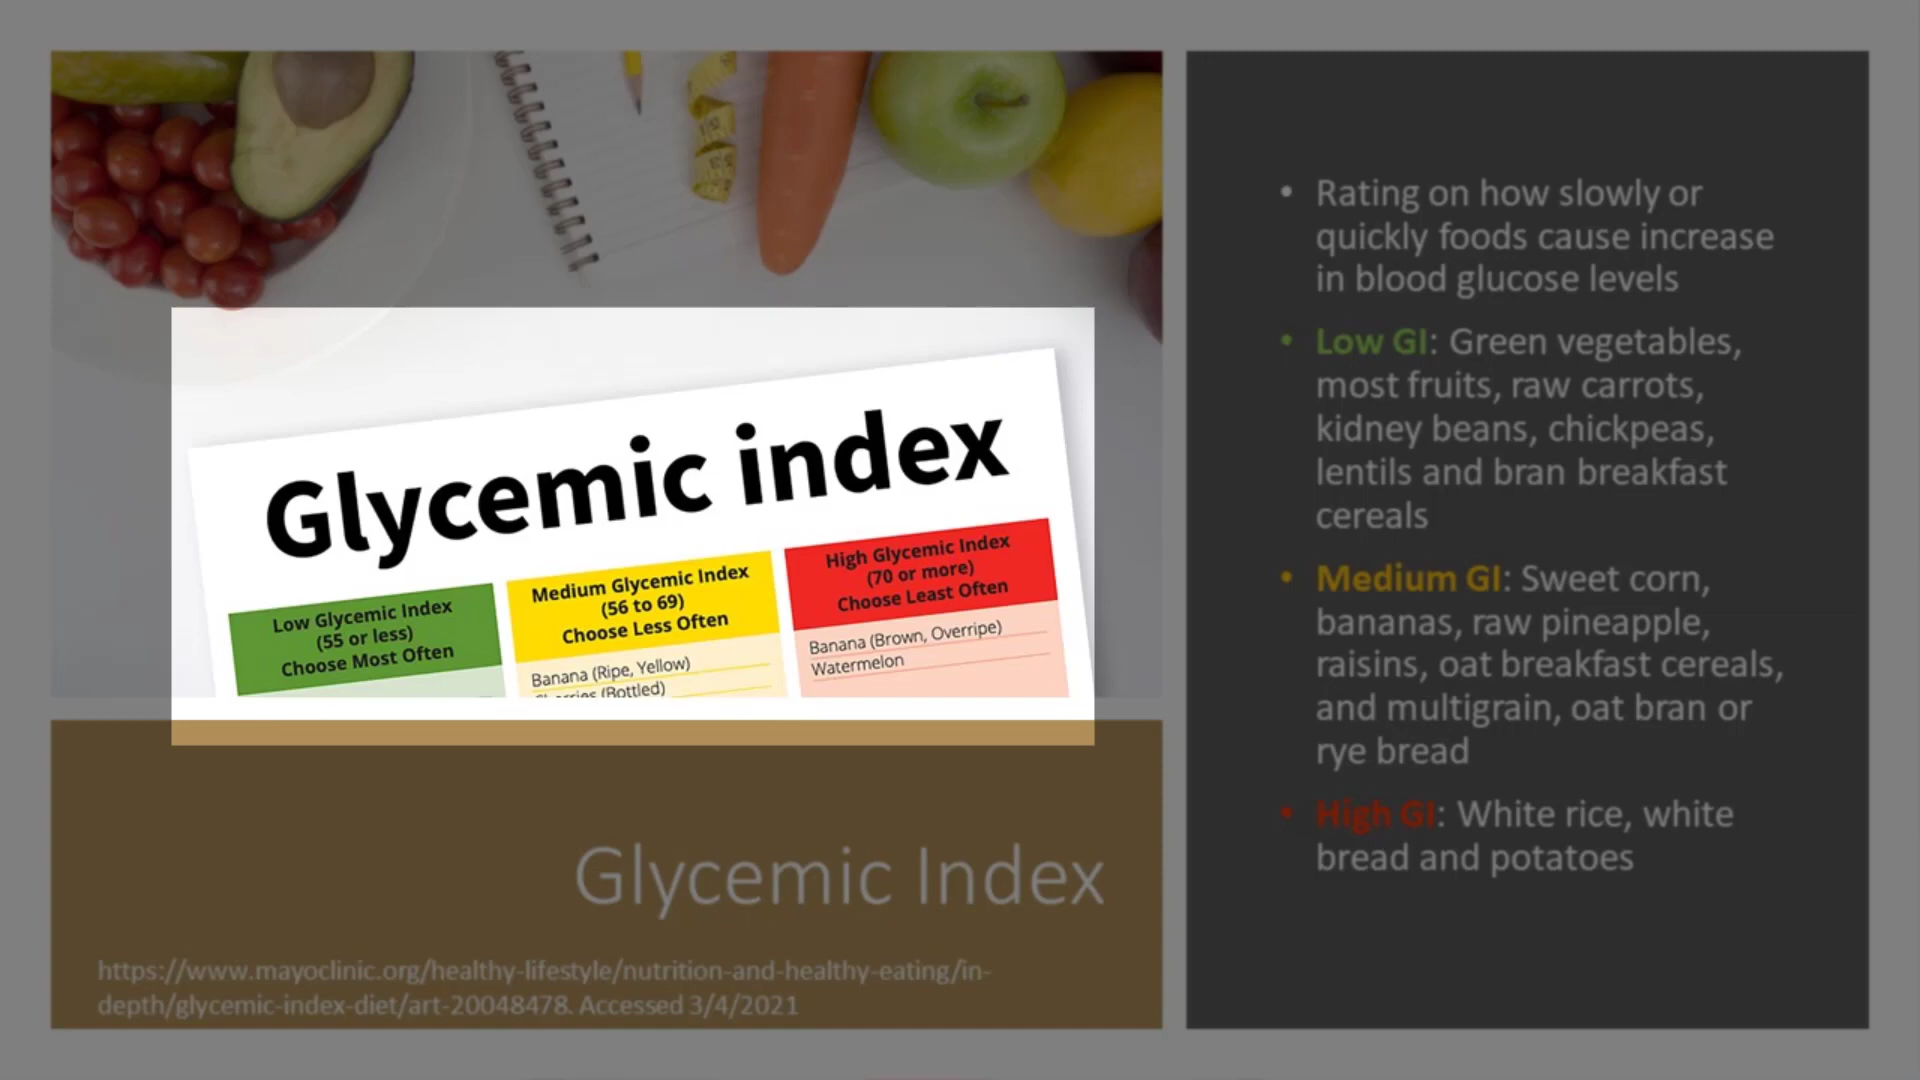 Glycemic index
Low Glycemic Index
(55 or less)
Choose Most Often
Medium Glycemic Index
(56 to 69)
Choose Less Often
Banana (Ripe, Yellow)
Cherries (Bottled)
High Glycemic Index
(70 or more)
Choose Least Often
Banana (Brown, Overripe)
Watermelon
Glycemic Index
https://www.mayoclinic.org/healthy-lifestyle/nutrition-and-healthy-eating/in-
depth/glycemic-index-diet/art-20048478. Accessed 3/4/2021
• Rating on how slowly or
quickly foods cause increase
in blood glucose levels
• Low GI: Green vegetables,
most fruits, raw carrots,
kidney beans, chickpeas,
lentils and bran breakfast
cereals
• Medium GI: Sweet corn,
bananas, raw pineapple,
raisins, oat breakfast cereals,
and multigrain, oat bran or
rye bread
• High GI: White rice, white
bread and potatoes